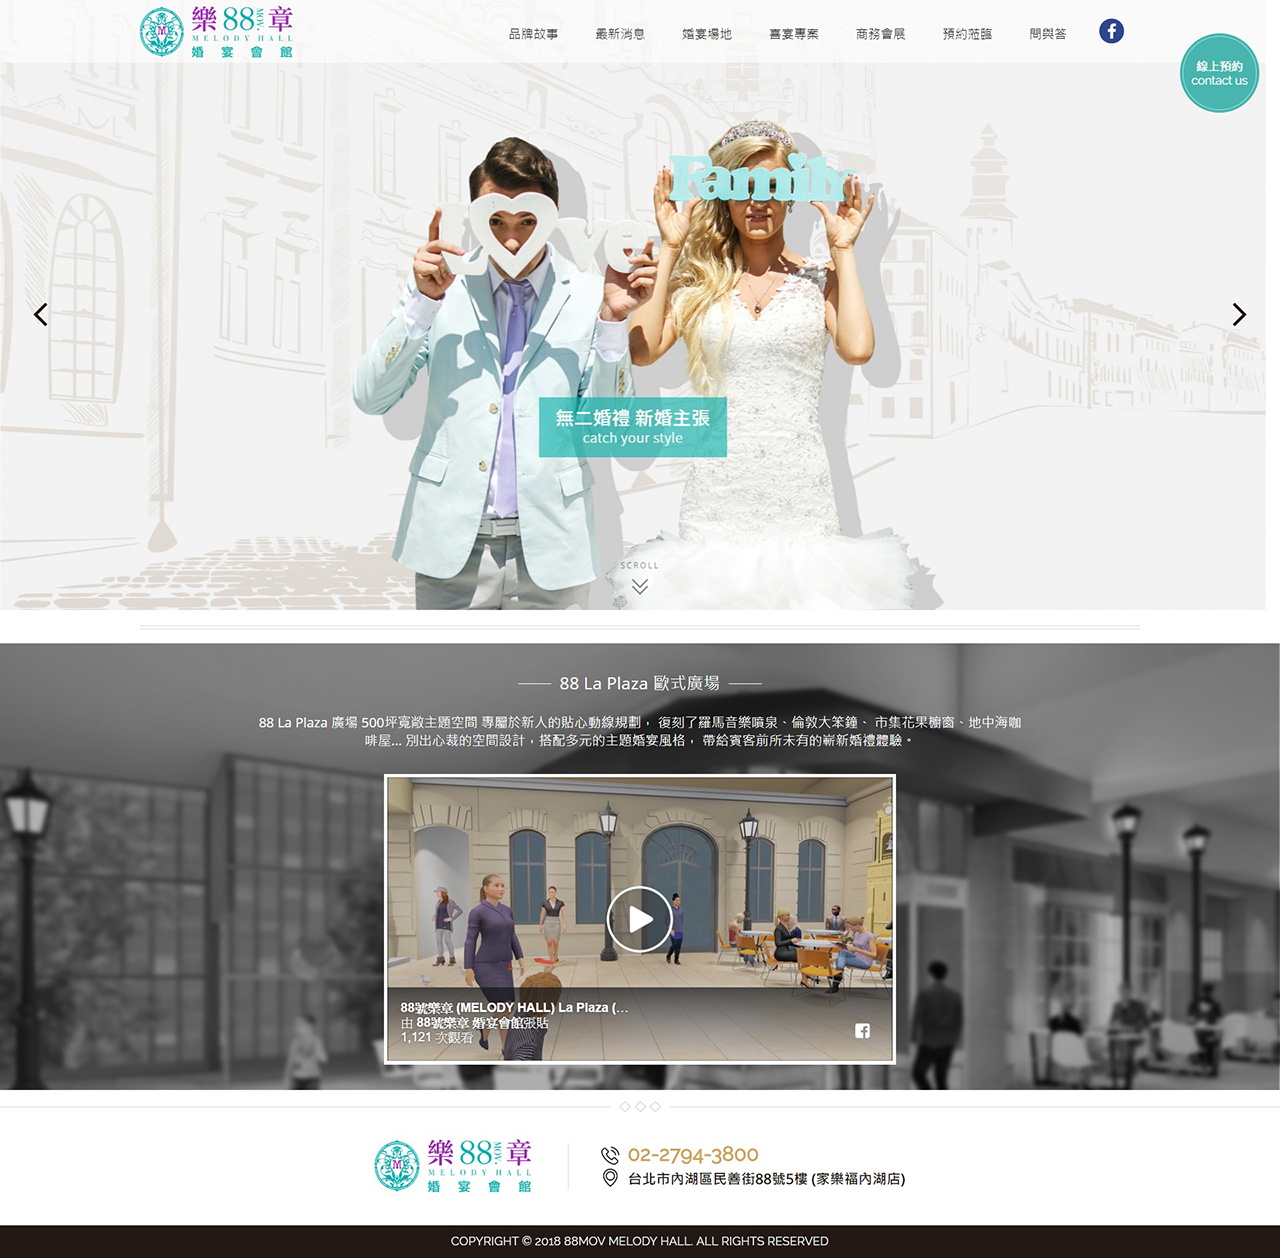 樂88章
MOV.
MELODY HALL
婚宴會館
品牌故事
最新消息
婚宴場地
喜宴專案
商務會展
預約蒞臨
問與答
線上預約
contact us
Love
Family
無二婚禮 新婚主張
catch your style
SCROLL
88 La Plaza 歐式廣場
88 La Plaza 廣場 500坪寬敞主題空間 專屬於新人的貼心動線規劃， 復刻了羅馬音樂噴泉、倫敦大笨鐘、 市集花果櫥窗、地中海咖
啡屋... 別出心裁的空間設計，搭配多元的主題婚宴風格， 帶給賓客前所未有的嶄新婚禮體驗。
88號樂章 (MELODY HALL) La Plaza (...
由 88號樂章 婚宴會館張貼
1,121 次觀看
樂88章
MOV.
MELODY HALL
婚宴會館
02-2794-3800
台北市內湖區民善街88號5樓 (家樂福內湖店)
COPYRIGHT © 2018 88MOV MELODY HALL. ALL RIGHTS RESERVED